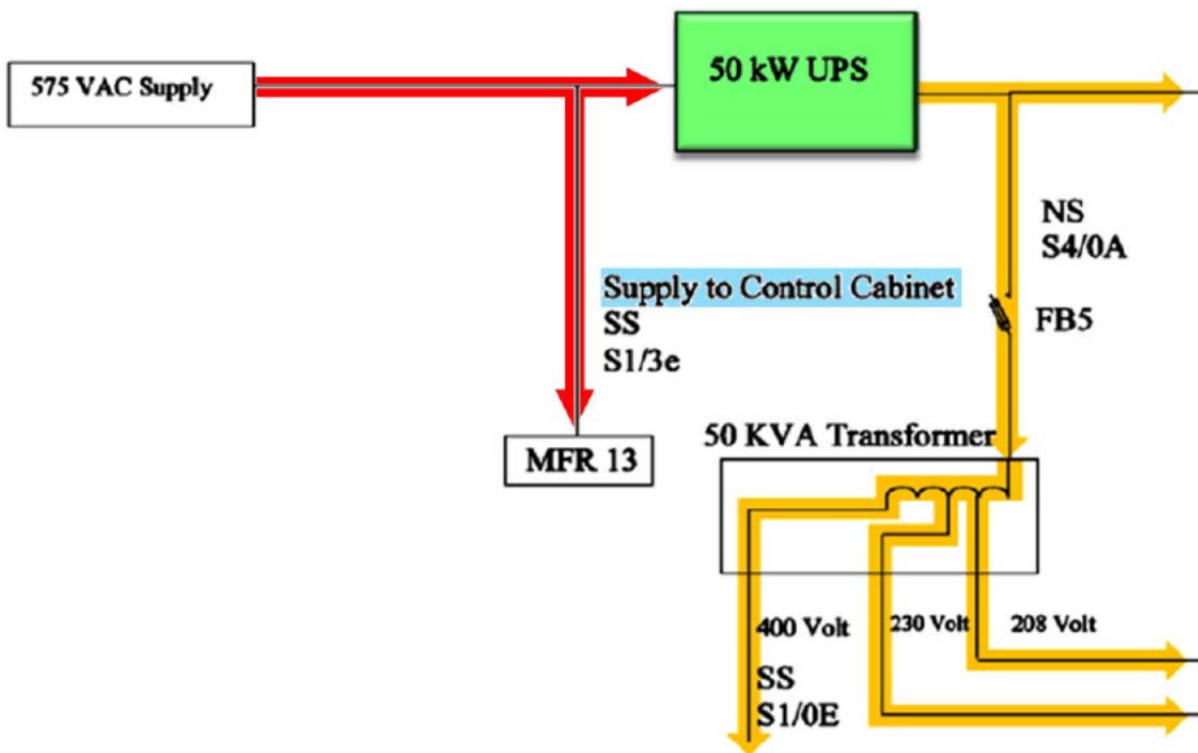 575 VAC Supply
50 kW UPS
NS
S4/0A
FB5
Supply to Control Cabinet
SS
S1/3e
MFR 13
50 KVA Transformer
400 Volt
230 Volt
208 Volt
SS
S1/0E